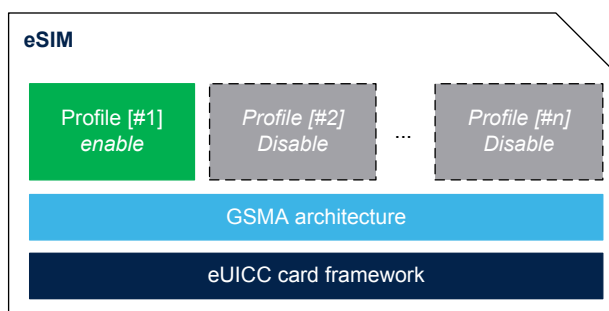 eSIM
Profile [#1]
enable
Profile [#2]
Disable
...
Profile [#n]
Disable
GSMA architecture
eUICC card framework